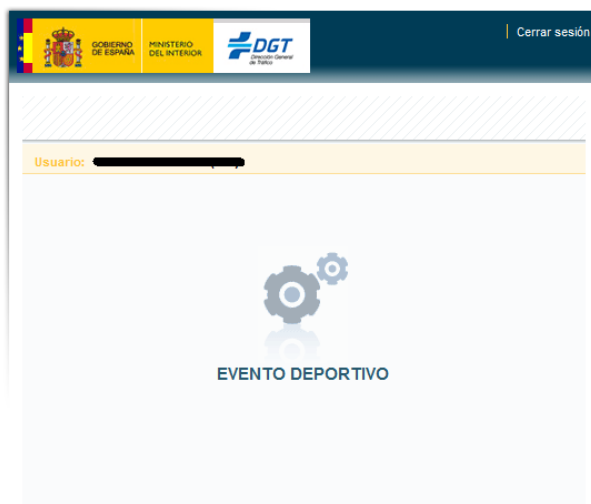 Cerrar sesión
GOBIERNO
DE ESPAÑA
MINISTERIO
DEL INTERIOR
DGT
Dirección General
de Tráfico
Usuario:
EVENTO DEPORTIVO